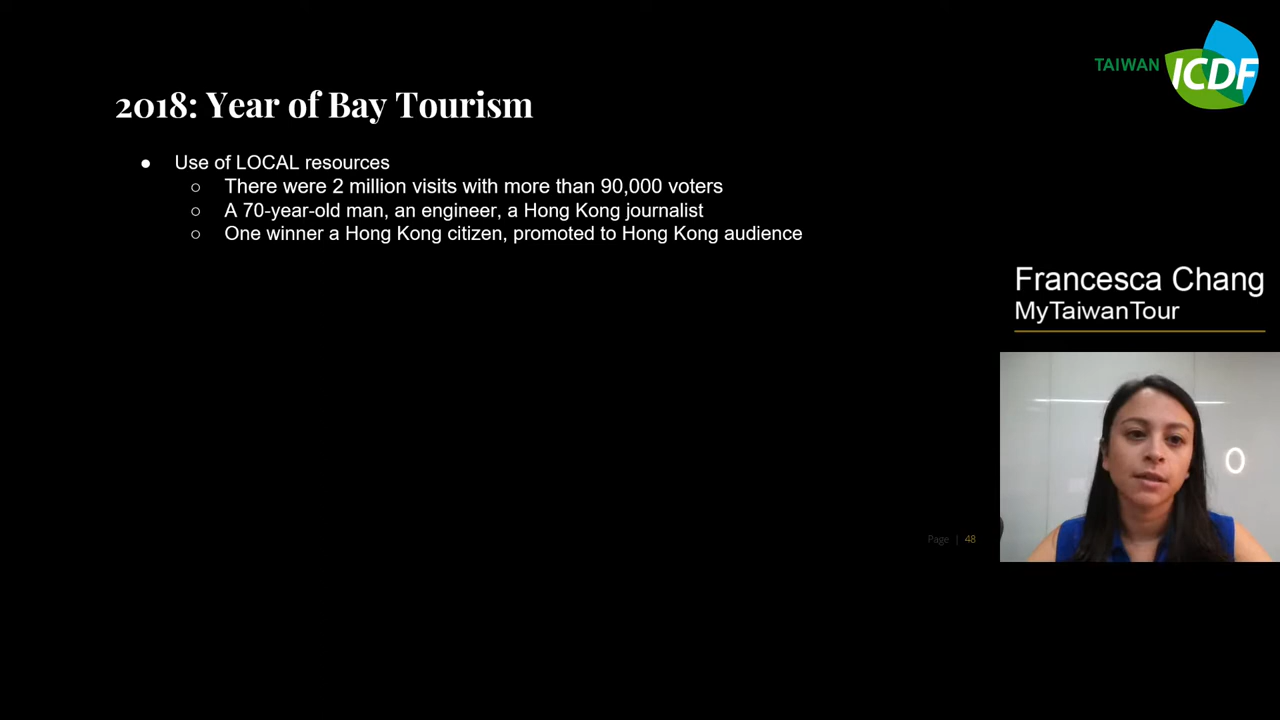 TAIWAN ICDF
2018: Year of Bay Tourism
● Use of LOCAL resources
○ There were 2 million visits with more than 90,000 voters
○ A 70-year-old man, an engineer, a Hong Kong journalist
○ One winner a Hong Kong citizen, promoted to Hong Kong audience
Francesca Chang
MyTaiwanTour
Page | 48